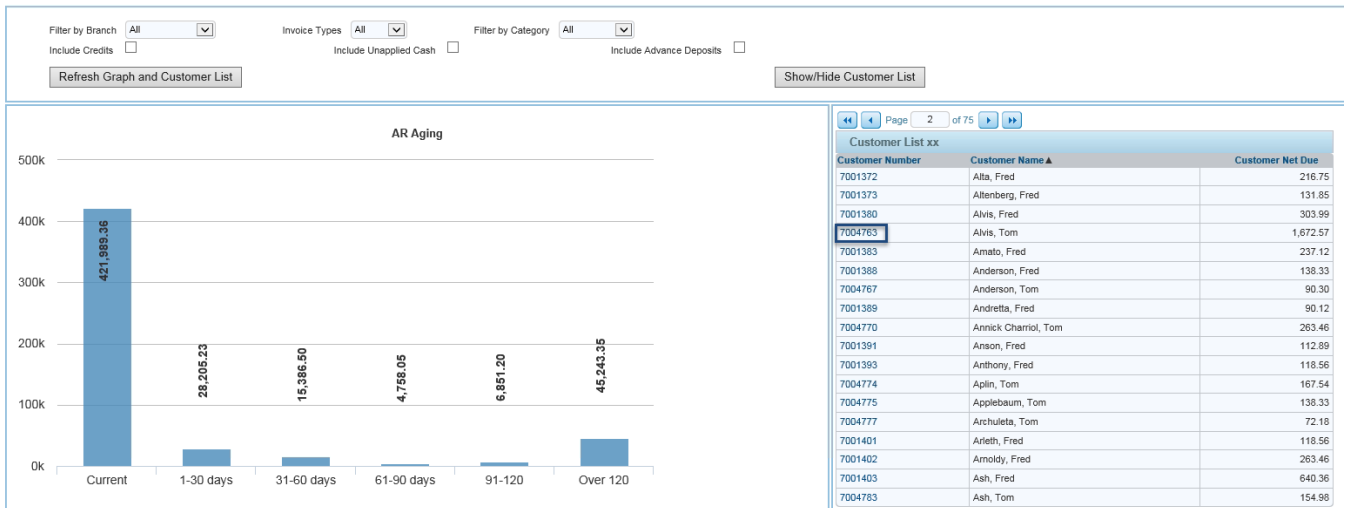 Filter by Branch All Invoice Types All Filter by Category All
Include Credits Include Unapplied Cash Include Advance Deposits
Refresh Graph and Customer List Show/Hide Customer List
AR Aging
500k
400k
300k
200k
100k
0k
421,989.36
28,205.23
15,386.50
4,758.05
6,851.20
45,243.35
Current 1-30 days 31-60 days 61-90 days 91-120 Over 120
Page 2 of 75
Customer List xx
Customer Number Customer Name▲ Customer Net Due
7001372 Alta, Fred 216.75
7001373 Altenberg, Fred 131.85
7001380 Alvis, Fred 303.99
7004763 Alvis, Tom 1,672.57
7001383 Amato, Fred 237.12
7001388 Anderson, Fred 138.33
7004767 Anderson, Tom 90.30
7001389 Andretta, Fred 90.12
7004770 Annick Charriol, Tom 263.46
7001391 Anson, Fred 112.89
7001393 Anthony, Fred 118.56
7004774 Aplin, Tom 167.54
7004775 Applebaum, Tom 138.33
7004777 Archuleta, Tom 72.18
7001401 Arleth, Fred 118.56
7001402 Arnoldy, Fred 263.46
7001403 Ash, Fred 640.36
7004783 Ash, Tom 154.98